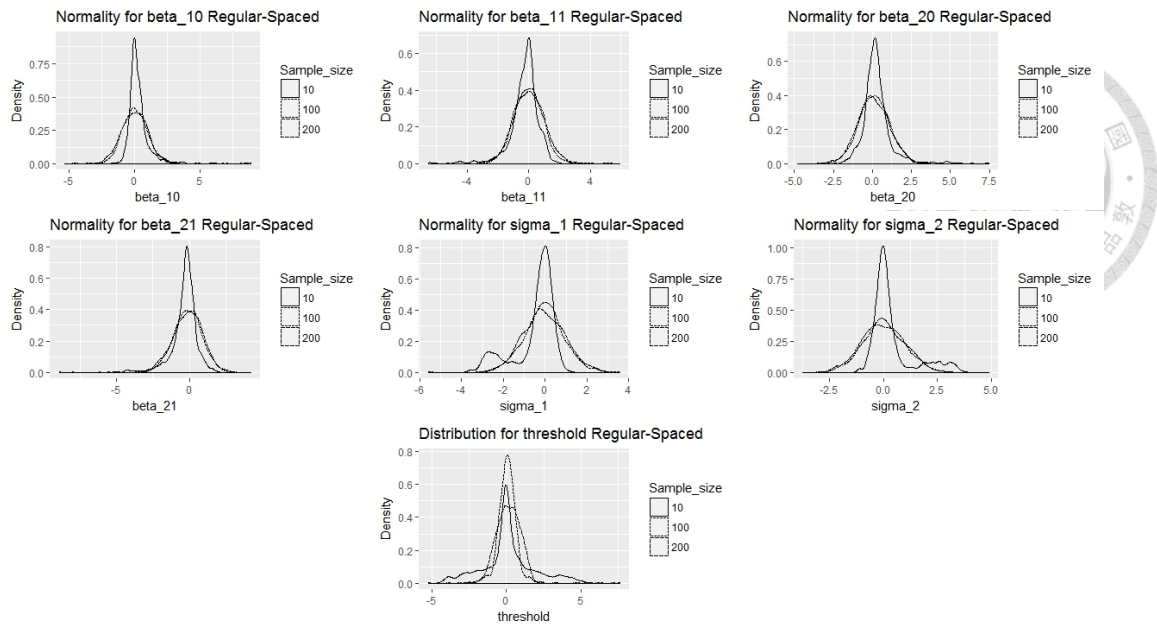 Normality for beta_10 Regular-Spaced
Density
0.75
0.50
0.25
0.00
-5 0 5
beta_10
Sample_size
10
100
200
Normality for beta_11 Regular-Spaced
Density
0.6
0.4
0.2
0.0
-4 0 4
beta_11
Sample_size
10
100
200
Normality for beta_20 Regular-Spaced
Density
0.6
0.4
0.2
0.0
-5.0 -2.5 0.0 2.5 5.0 7.5
beta_20
Sample_size
10
100
200
Normality for beta_21 Regular-Spaced
Density
0.8
0.6
0.4
0.2
0.0
-5 0
beta_21
Sample_size
10
100
200
Normality for sigma_1 Regular-Spaced
Density
0.8
0.6
0.4
0.2
0.0
-6 -4 -2 0 2 4
sigma_1
Sample_size
10
100
200
Normality for sigma_2 Regular-Spaced
Density
1.00
0.75
0.50
0.25
0.00
-2.5 0.0 2.5 5.0
sigma_2
Sample_size
10
100
200
Distribution for threshold Regular-Spaced
Density
0.8
0.6
0.4
0.2
0.0
-5 0 5
threshold
Sample_size
10
100
200
國
敦
品